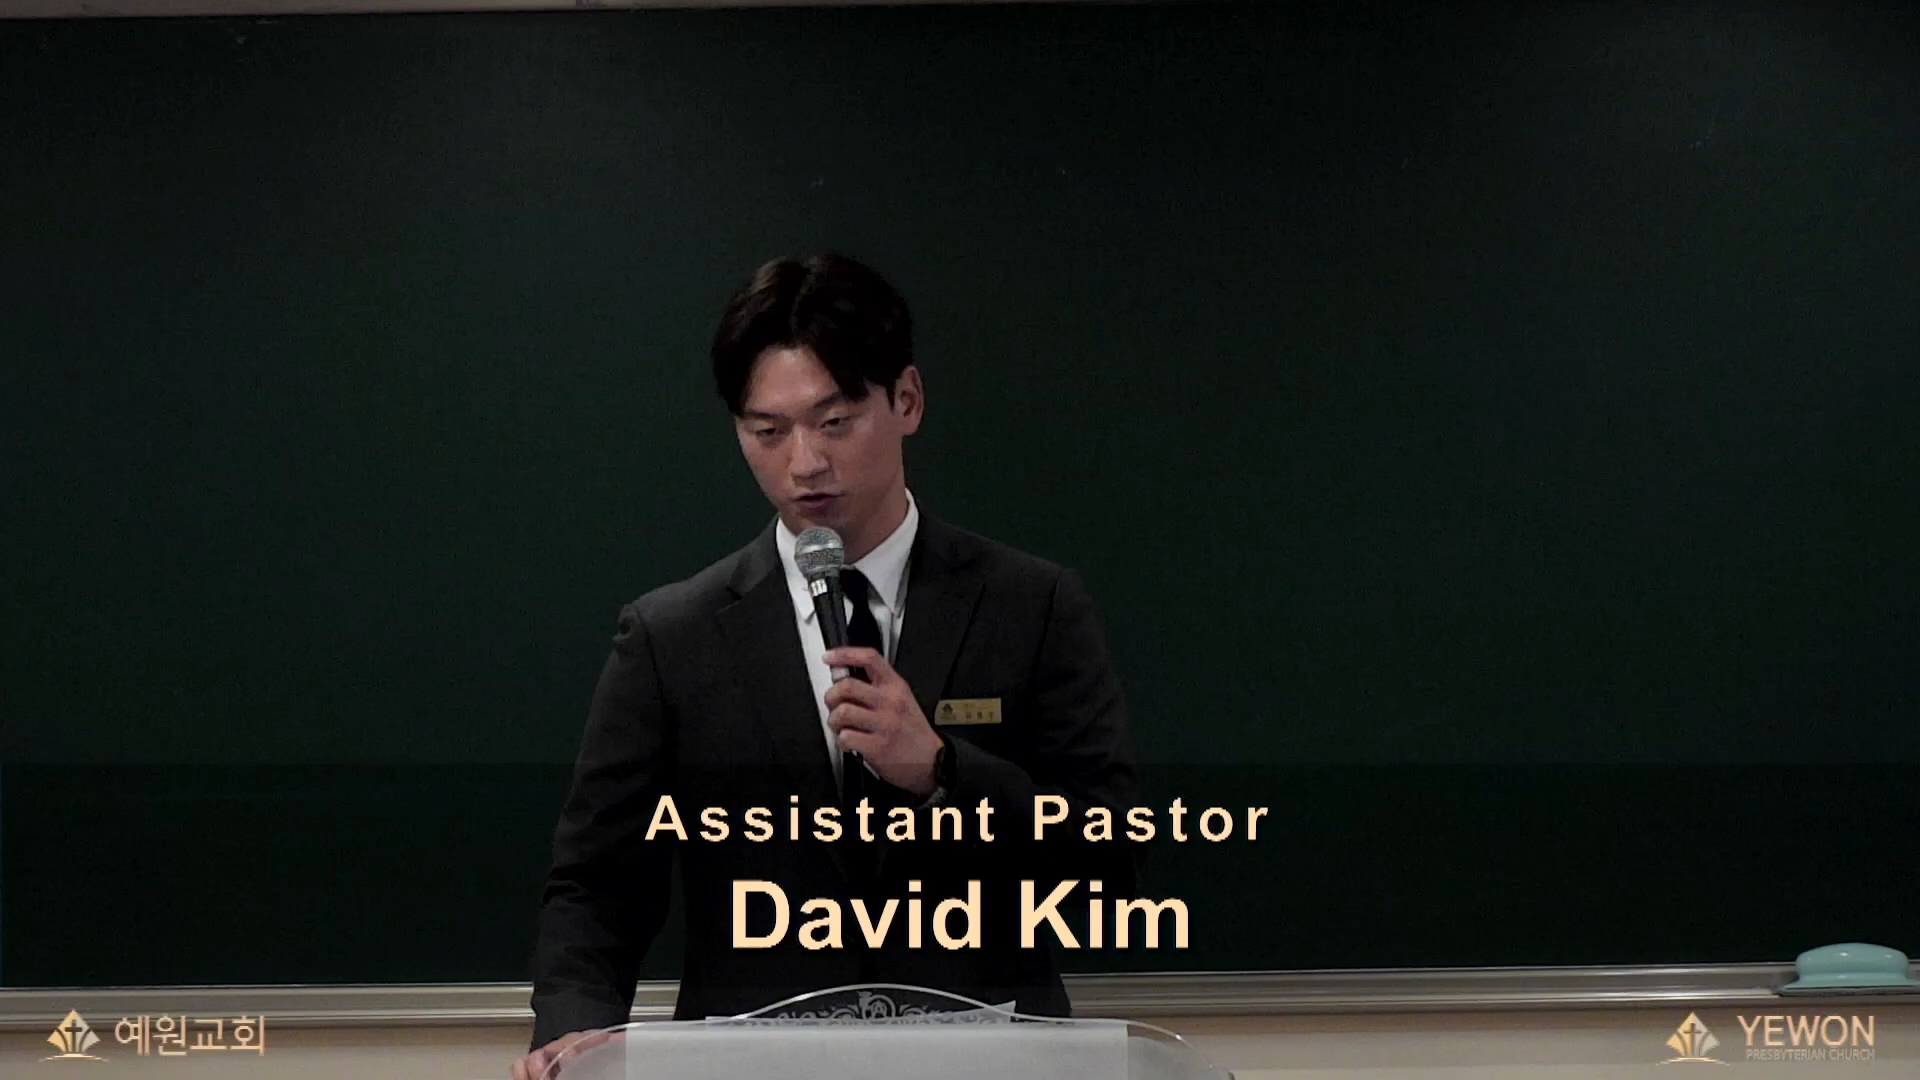 Assistant Pastor
David Kim
예원교회
YEWON
PRESBYTERIAN CHURCH